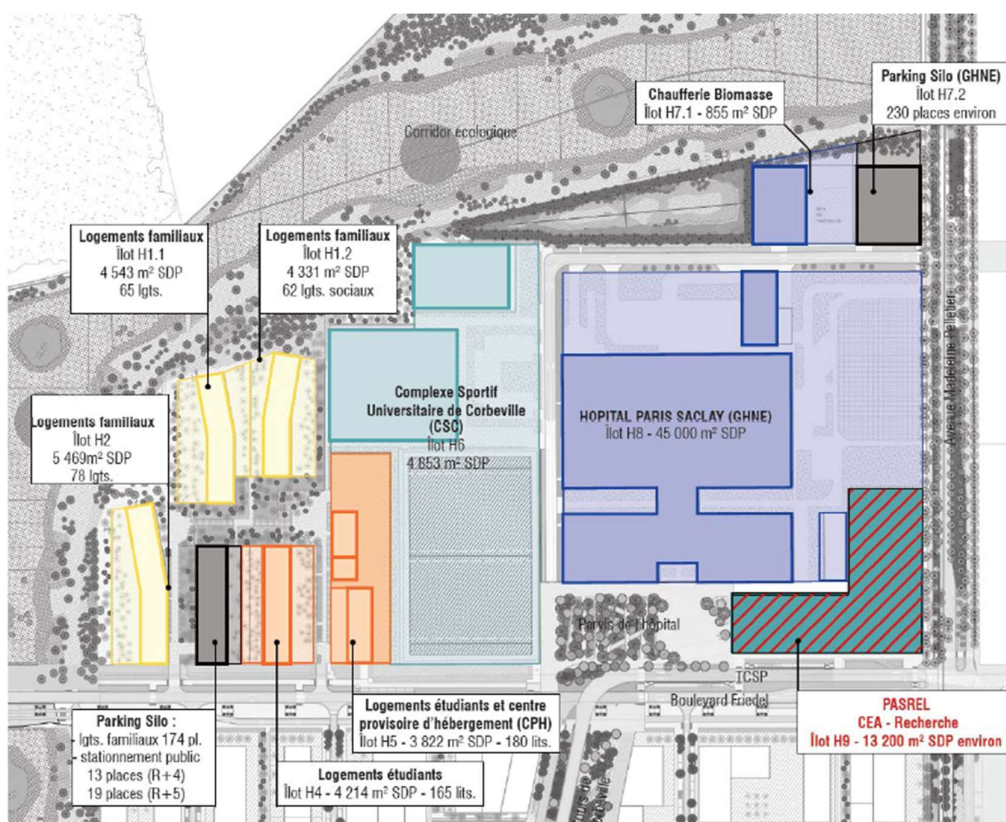 Parking Silo (GHNE)
Îlot H7.2
230 places environ
Chaufferie Biomasse
Îlot H7.1 - 855 m² SDP
Corridor écologique
Logements familiaux
Îlot H1.1
4 543 m² SDP
65 lgts.
Logements familiaux
Îlot H1.2
4 331 m² SDP
62 lgts. sociaux
Avenue Madeleine Pelletier
Logements familiaux
Îlot H2
5 469m² SDP
78 lgts.
Complexe Sportif
Universitaire de Corbeville
(CSC)
Îlot H6
4 853 m² SDP
HOPITAL PARIS SACLAY (GHNE)
Îlot H8 - 45 000 m² SDP
Parvis de l'hôpital
TCSP
Boulevard Friedel
Parking Silo :
- lgts. familiaux 174 pl.
- stationnement public
13 places (R+4)
19 places (R+5)
Logements étudiants et centre
provisoire d'hébergement (CPH)
Îlot H5 - 3 822 m² SDP - 180 lits.
Logements étudiants
Îlot H4 - 4 214 m² SDP - 165 lits.
PASREL
CEA - Recherche
Îlot H9 - 13 200 m² SDP environ